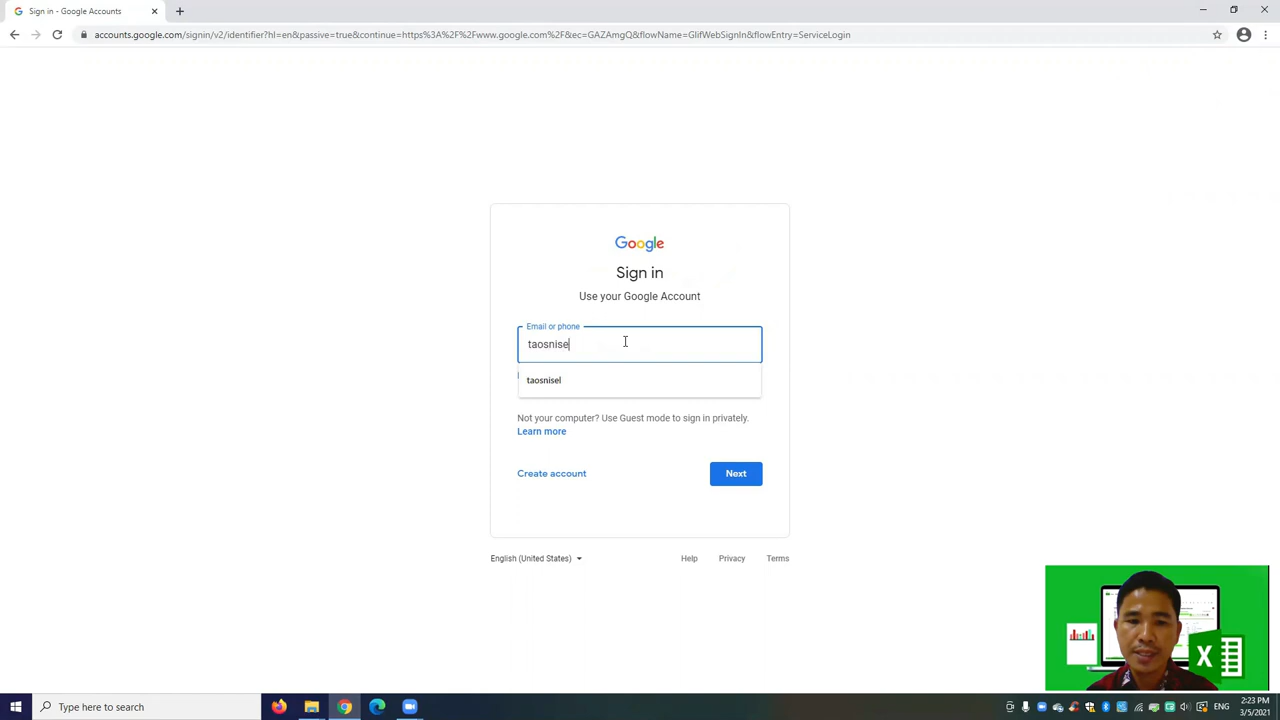 Sign in - Google Accounts
accounts.google.com/signin/v2/identifier?hl=en&passive=true&continue=https%3A%2F%2Fwww.google.com%2F&ec=GAZAmgQ&flowName=GlifWebSignIn&flowEntry=ServiceLogin
Google
Sign in
Use your Google Account
Email or phone
taosnise
taosnisel
Not your computer? Use Guest mode to sign in privately.
Learn more
Create account
Next
English (United States)
Help
Privacy
Terms
X
Type here to search
ENG
2:23 PM
3/5/2021